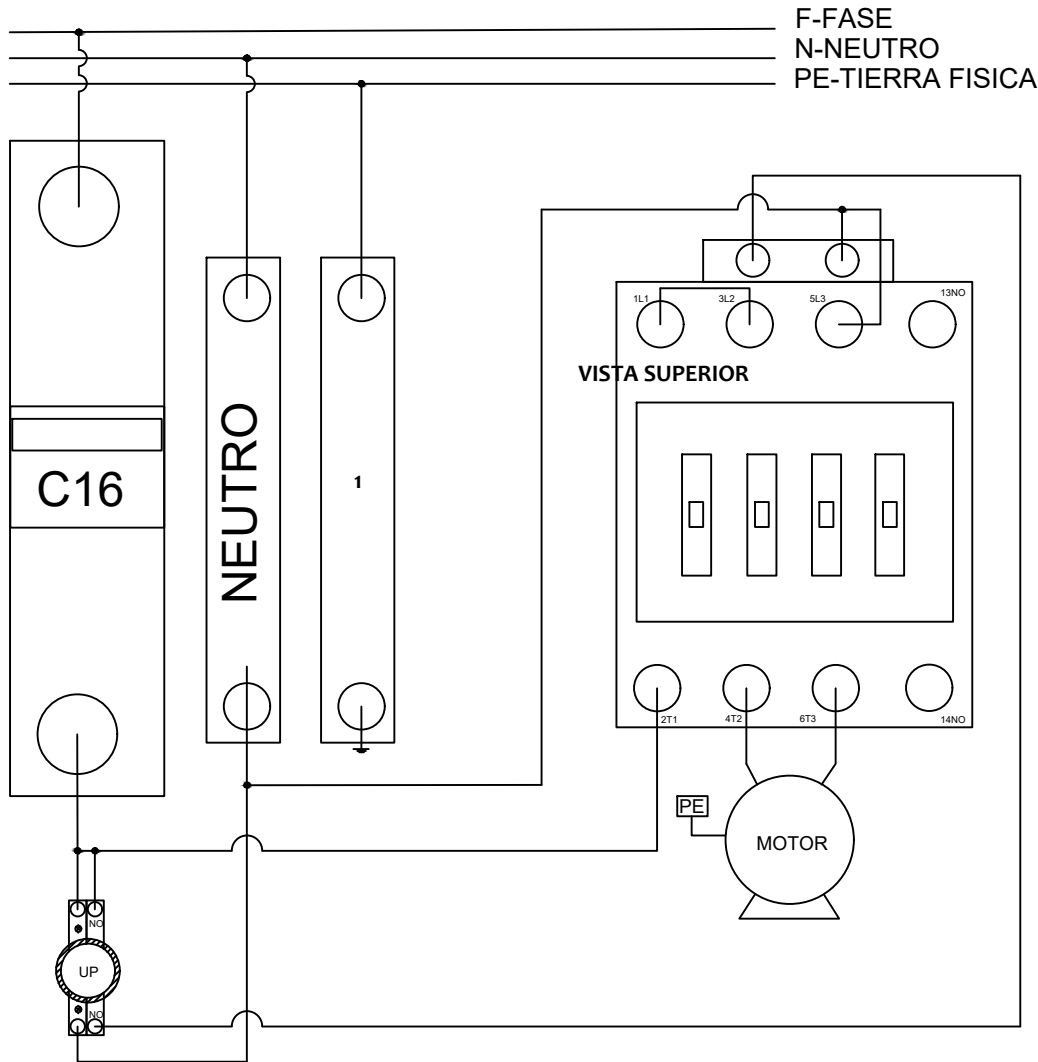 F-FASE
N-NEUTRO
PE-TIERRA FISICA
1L1
3L2
5L3
13NO
VISTA SUPERIOR
C16
NEUTRO
1
2T1
4T2
6T3
14NO
PE
MOTOR
NO
UP
NO